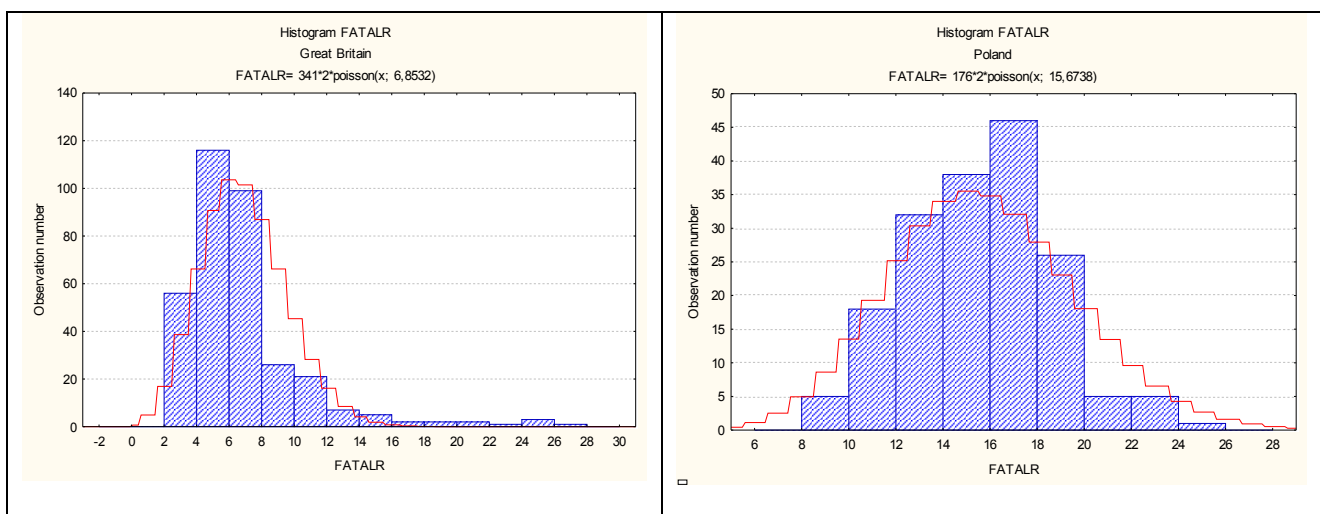 Histogram FATALR
Great Britain
FATALR= 341*2*poisson(x; 6,8532)
140
120
100
80
60
40
20
0
Observation number
-2 0 2 4 6 8 10 12 14 16 18 20 22 24 26 28 30
FATALR
Histogram FATALR
Poland
FATALR= 176*2*poisson(x; 15,6738)
50
45
40
35
30
25
20
15
10
5
0
Observation number
6 8 10 12 14 16 18 20 22 24 26 28
FATALR